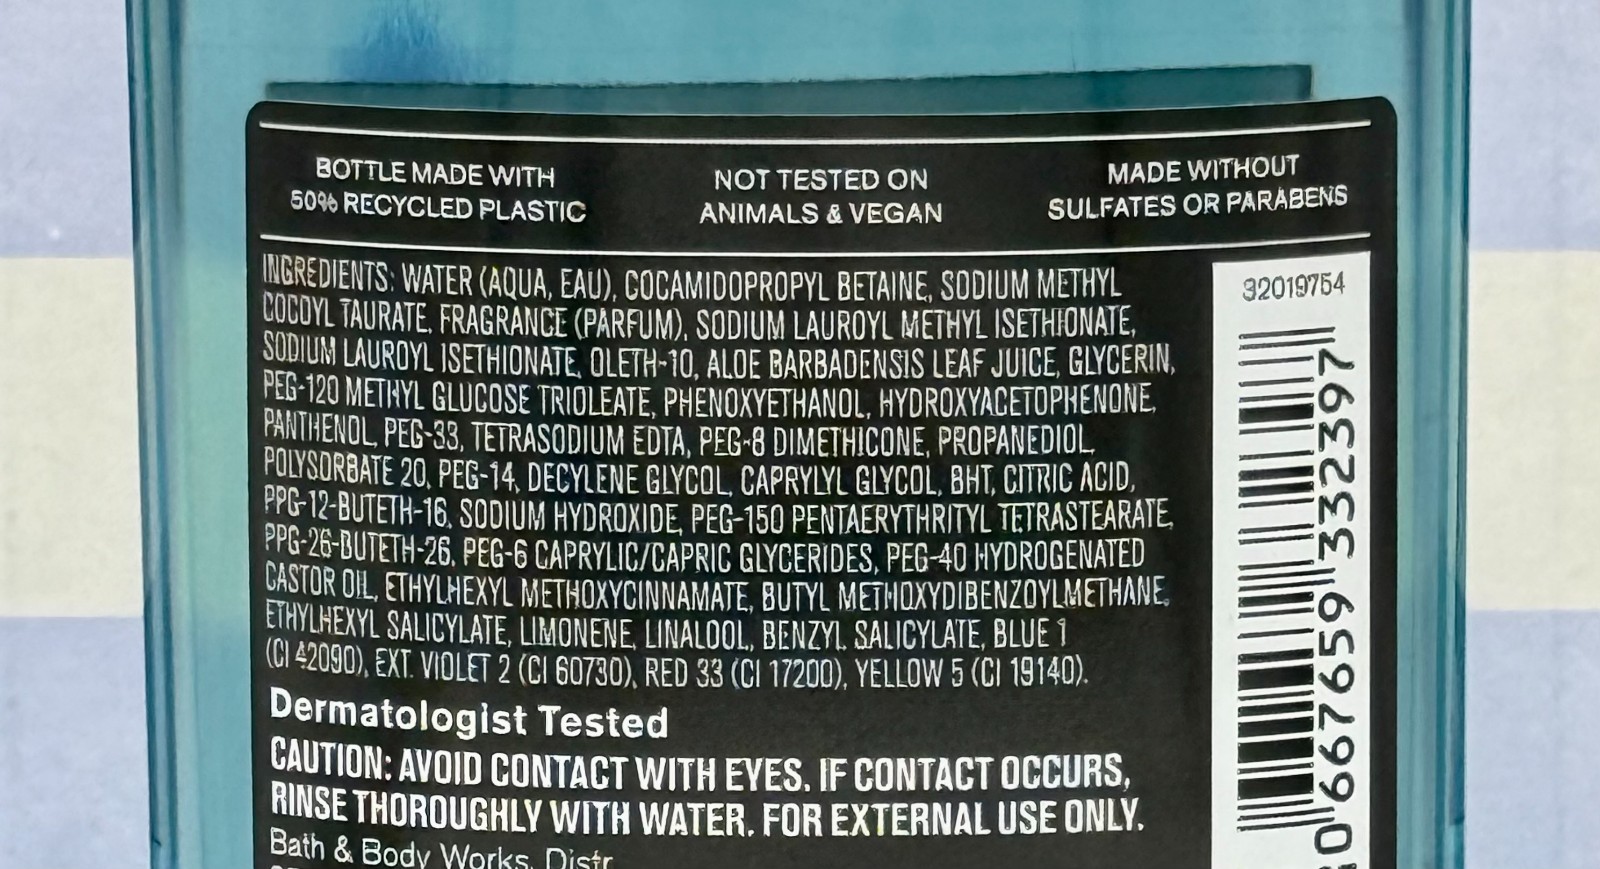 BOTTLE MADE WITH
50% RECYCLED PLASTIC
NOT TESTED ON
ANIMALS & VEGAN
MADE WITHOUT
SULFATES OR PARABENS
INGREDIENTS: WATER (AQUA, EAU), COCAMIDOPROPYL BETAINE, SODIUM METHYL
COCOYL TAURATE, FRAGRANCE (PARFUM), SODIUM LAUROYL METHYL ISETHIONATE,
SODIUM LAUROYL ISETHIONATE, OLETH-10, ALOE BARBADENSIS LEAF JUICE, GLYCERIN,
PEG-120 METHYL GLUCOSE TRIOLEATE, PHENOXYETHANOL, HYDROXYACETOPHENONE,
PANTHENOL, PEG-33, TETRASODIUM EDTA, PEG-8 DIMETHICONE, PROPANEDIOL,
POLYSORBATE 20, PEG-14, DECYLENE GLYCOL, CAPRYLYL GLYCOL, BHT, CITRIC ACID,
PPG-12-BUTETH-16, SODIUM HYDROXIDE, PEG-150 PENTAERYTHRITYL TETRASTEARATE,
PPG-26-BUTETH-26, PEG-6 CAPRYLIC/CAPRIC GLYCERIDES, PEG-40 HYDROGENATED
CASTOR OIL, ETHYLHEXYL METHOXYCINNAMATE, BUTYL METHOXYDIBENZOYLMETHANE,
ETHYLHEXYL SALICYLATE, LIMONENE, LINALOOL, BENZYL SALICYLATE, BLUE 1
(CI 42090), EXT. VIOLET 2 (CI 60730), RED 33 (CI 17200), YELLOW 5 (CI 19140).
Dermatologist Tested
CAUTION: AVOID CONTACT WITH EYES. IF CONTACT OCCURS,
RINSE THOROUGHLY WITH WATER. FOR EXTERNAL USE ONLY.
Bath & Body Works, Distr.
32019754
0 667659 332397